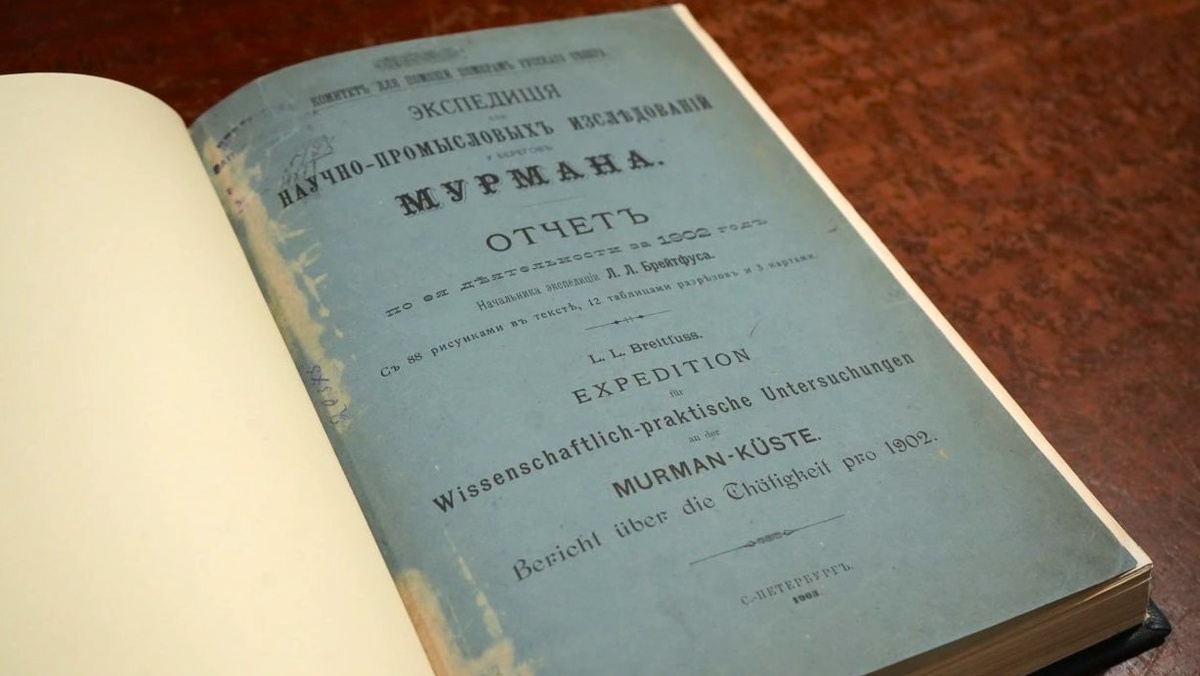 КОМИТЕТЪ ДЛЯ ПОМОЩИ ПОМОРАМЪ РУССКАГО СѢВЕРА.
ЭКСПЕДИЦІЯ
для
НАУЧНО-ПРОМЫСЛОВЫХЪ ИЗСЛѢДОВАНІЙ
У БЕРЕГОВЪ
МУРМАНА.
ОТЧЕТЪ
по ея дѣятельности за 1902 годъ
Начальника экспедиціи Л. Л. Брейтфуса.
Съ 88 рисунками въ текстѣ, 12 таблицами разрѣзовъ и 3 картами.
L. L. Breitfuss.
EXPEDITION
für
Wissenschaftlich-praktische Untersuchungen
an der
MURMAN-KÜSTE.
Bericht über die Thätigkeit pro 1902.
С.-ПЕТЕРБУРГЪ.
1903